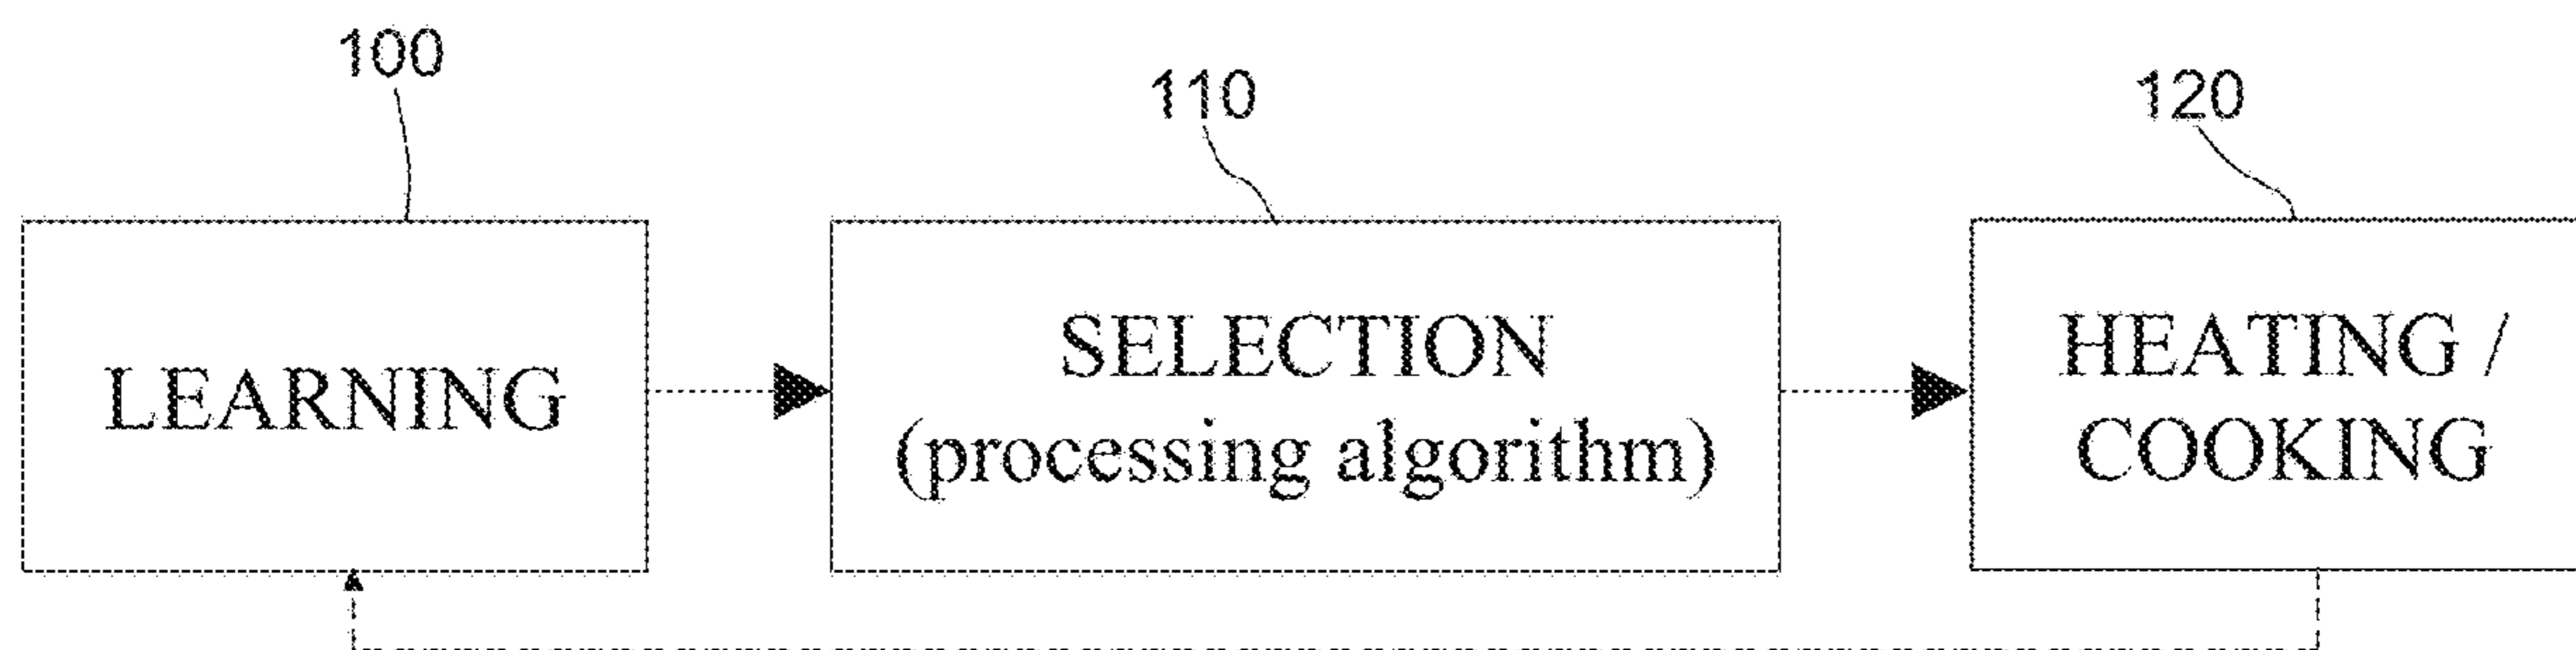 100
110
120
LEARNING
SELECTION
(processing algorithm)
HEATING /
COOKING